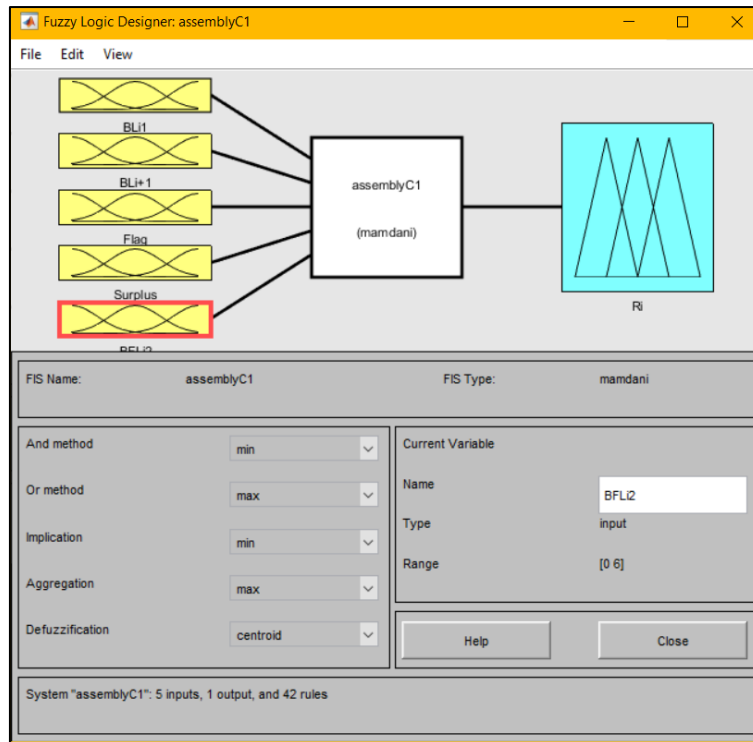 Fuzzy Logic Designer: assemblyC1
File Edit View
BLi1
BLi+1
Flag
Surplus
BFLi2
assemblyC1
(mamdani)
Ri
FIS Name: assemblyC1 FIS Type: mamdani
And method min
Or method max
Implication min
Aggregation max
Defuzzification centroid
Current Variable
Name BFLi2
Type input
Range [0 6]
Help Close
System "assemblyC1": 5 inputs, 1 output, and 42 rules